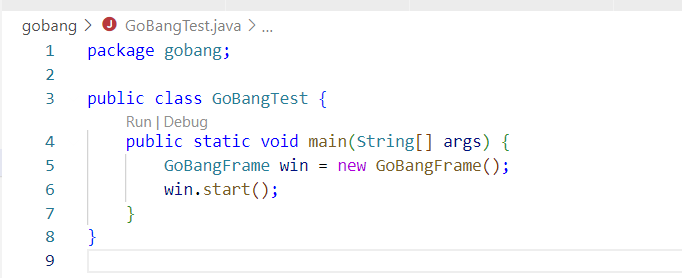 gobang > J GoBangTest.java > ...
1 package gobang;
2
3 public class GoBangTest {
Run | Debug
4 public static void main(String[] args) {
5 GoBangFrame win = new GoBangFrame();
6 win.start();
7 }
8 }
9